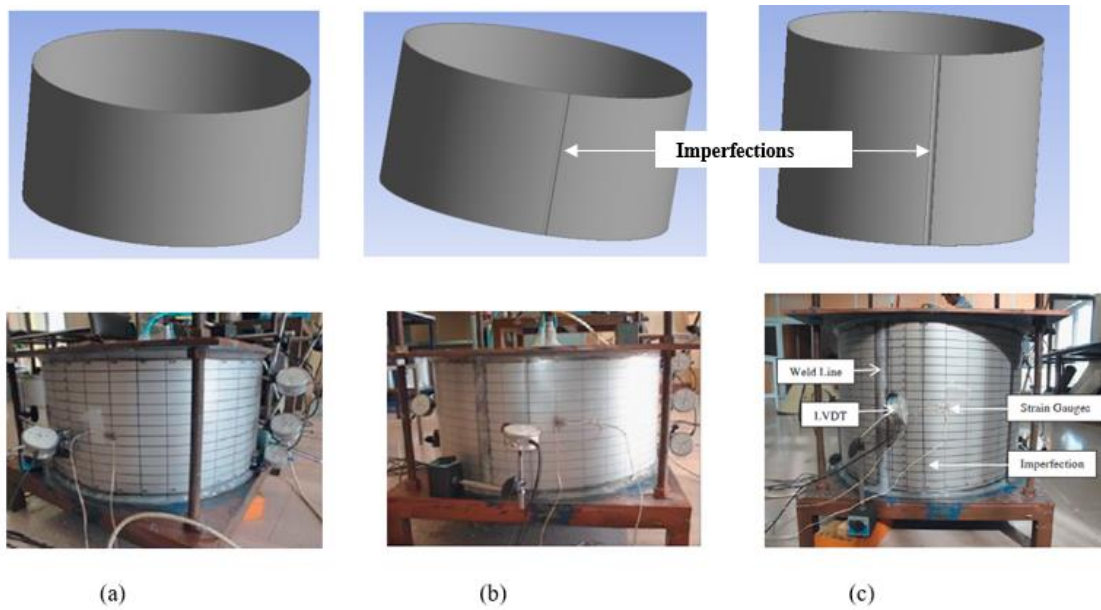 Imperfections
Weld Line
LVDT
Strain Gauges
Imperfection
(a)
(b)
(c)